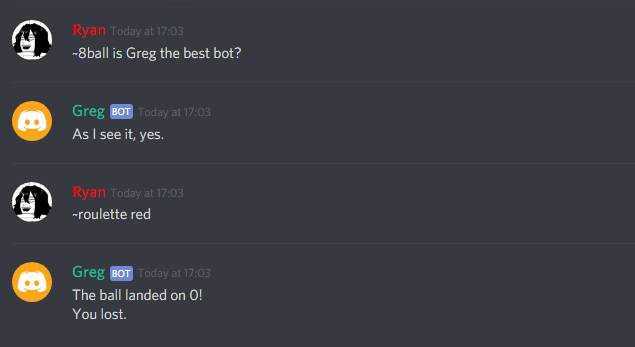 Ryan Today at 17:03
~8ball is Greg the best bot?
Greg BOT Today at 17:03
As I see it, yes.
Ryan Today at 17:03
~roulette red
Greg BOT Today at 17:03
The ball landed on 0!
You lost.